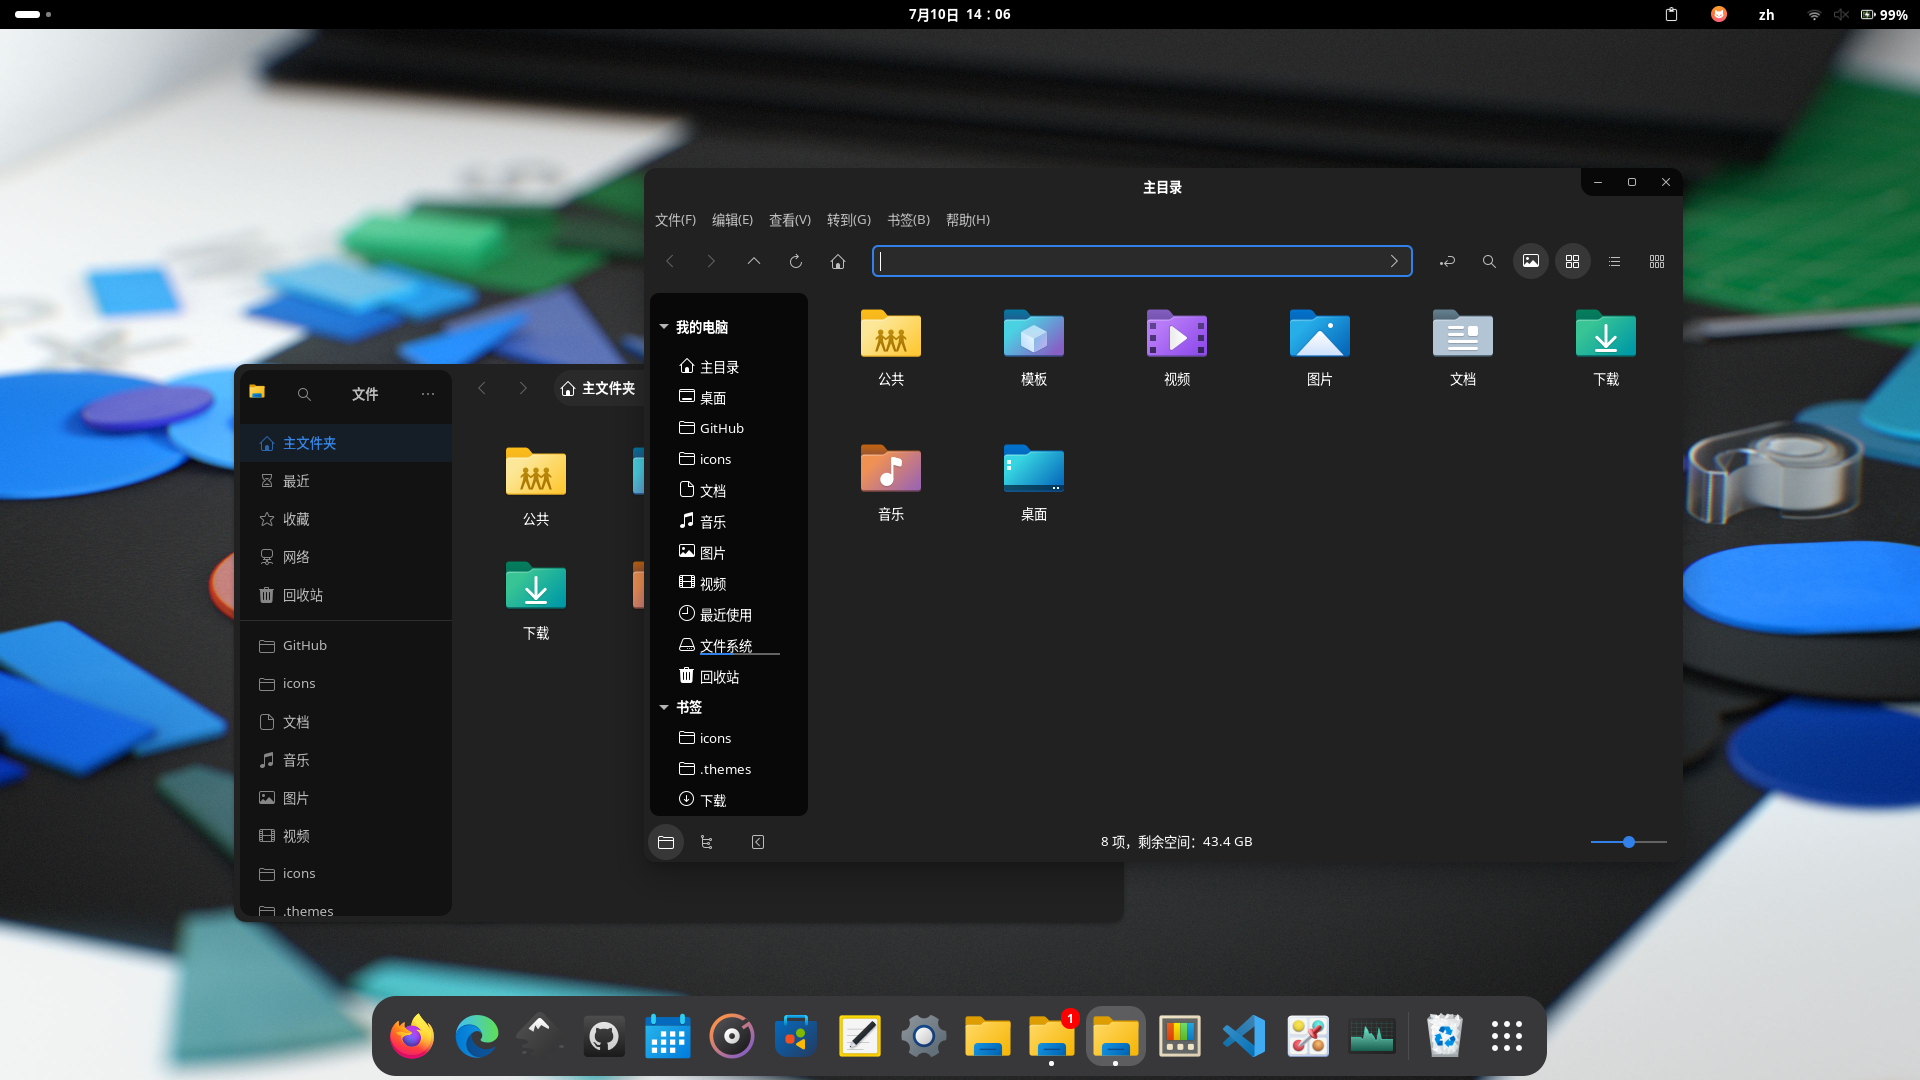 7月10日 14：06
zh
99%
主目录
文件(F) 编辑(E) 查看(V) 转到(G) 书签(B) 帮助(H)
我的电脑
主目录
桌面
GitHub
icons
文档
音乐
图片
视频
最近使用
文件系统
回收站
书签
icons
.themes
下载
公共
模板
视频
图片
文档
下载
音乐
桌面
8 项，剩余空间：43.4 GB
文件
主文件夹
主文件夹
最近
收藏
网络
回收站
GitHub
icons
文档
音乐
图片
视频
icons
.themes
公共
下载
1